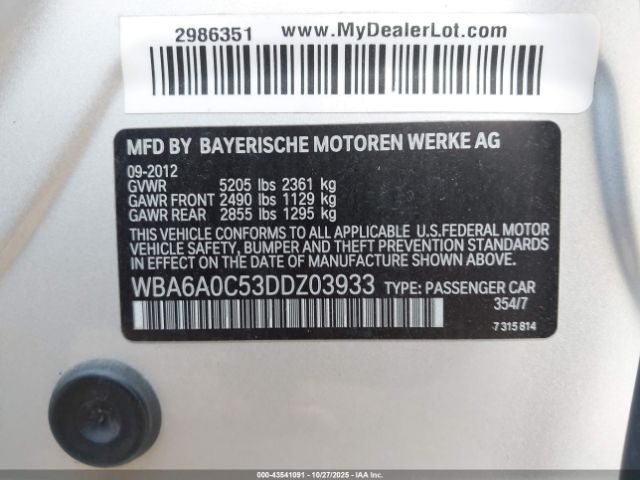 2986351 www.MyDealerLot.com
MFD BY BAYERISCHE MOTOREN WERKE AG
09-2012
GVWR 5205 lbs 2361 kg
GAWR FRONT 2490 lbs 1129 kg
GAWR REAR 2855 lbs 1295 kg
THIS VEHICLE CONFORMS TO ALL APPLICABLE U.S.FEDERAL MOTOR
VEHICLE SAFETY, BUMPER AND THEFT PREVENTION STANDARDS
IN EFFECT ON THE DATE OF MANUFACTURE SHOWN ABOVE.
WBA6A0C53DDZ03933 TYPE: PASSENGER CAR
354/7
7 315 814
000-43541091 - 10/27/2025 - IAA Inc.